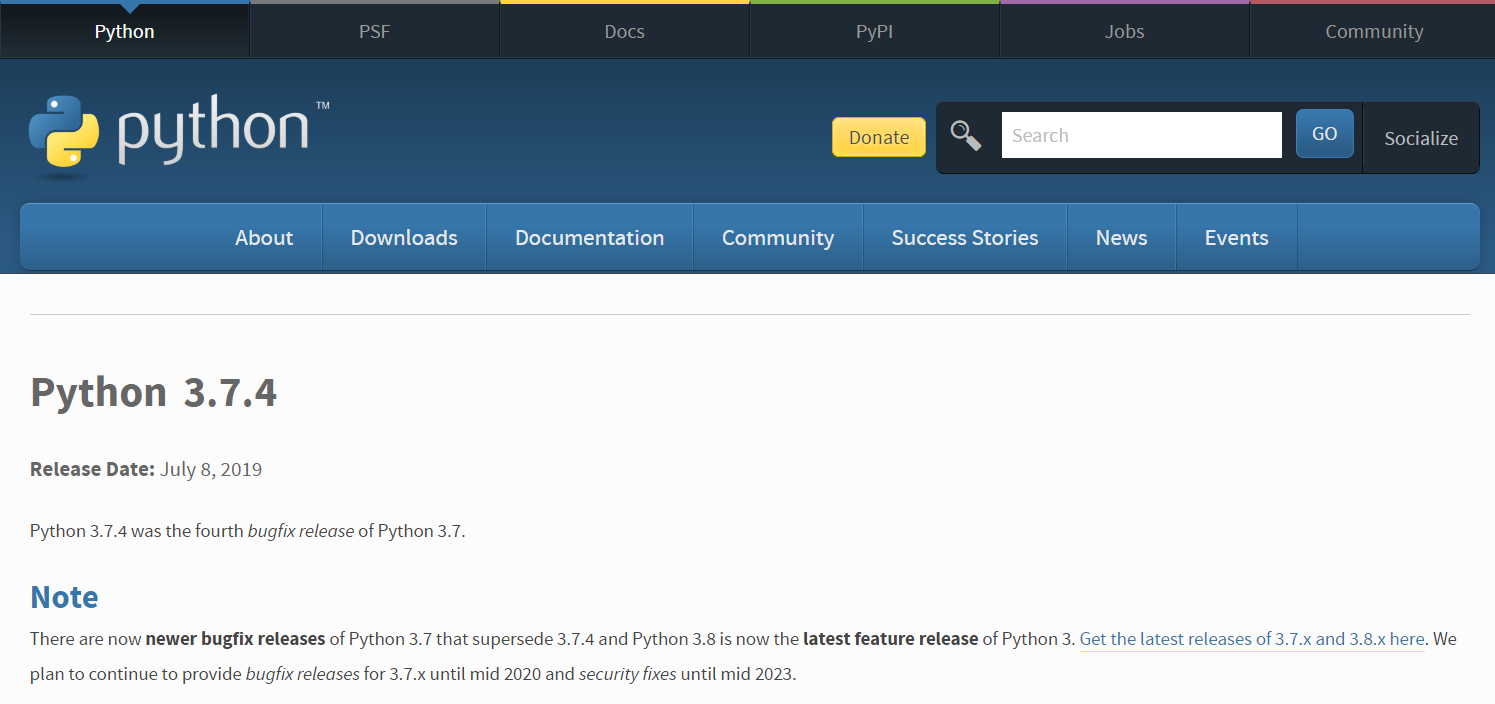 Python PSF Docs PyPI Jobs Community
python™
Donate Search GO Socialize
About Downloads Documentation Community Success Stories News Events
Python 3.7.4
Release Date: July 8, 2019
Python 3.7.4 was the fourth bugfix release of Python 3.7.
Note
There are now newer bugfix releases of Python 3.7 that supersede 3.7.4 and Python 3.8 is now the latest feature release of Python 3. Get the latest releases of 3.7.x and 3.8.x here. We
plan to continue to provide bugfix releases for 3.7.x until mid 2020 and security fixes until mid 2023.